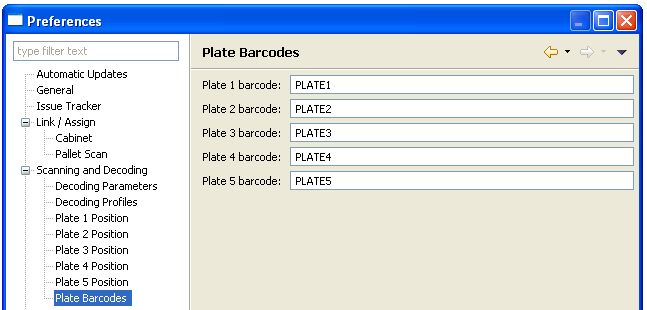 Preferences
type filter text
Automatic Updates
General
Issue Tracker
Link / Assign
Cabinet
Pallet Scan
Scanning and Decoding
Decoding Parameters
Decoding Profiles
Plate 1 Position
Plate 2 Position
Plate 3 Position
Plate 4 Position
Plate 5 Position
Plate Barcodes
Plate Barcodes
Plate 1 barcode: PLATE1
Plate 2 barcode: PLATE2
Plate 3 barcode: PLATE3
Plate 4 barcode: PLATE4
Plate 5 barcode: PLATE5